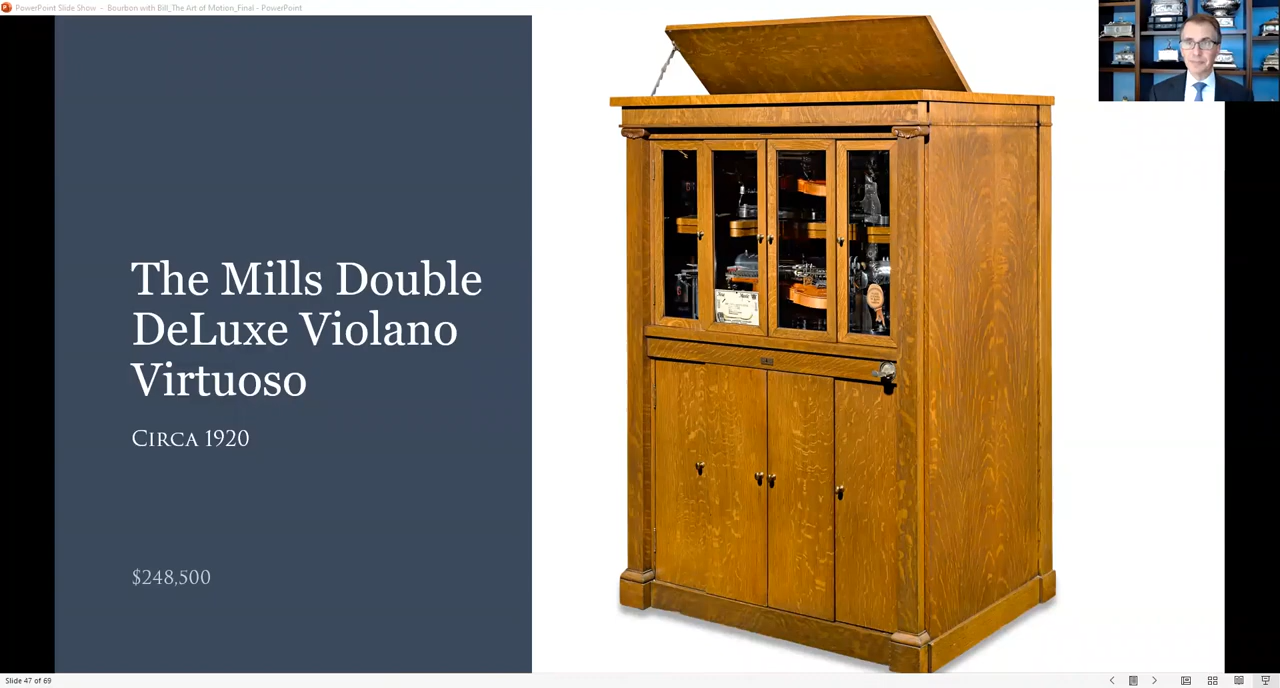 PowerPoint Slide Show - Bourbon with Bill_The Art of Motion_Final - PowerPoint
The Mills Double
DeLuxe Violano
Virtuoso
Circa 1920
$248,500
Slide 47 of 69